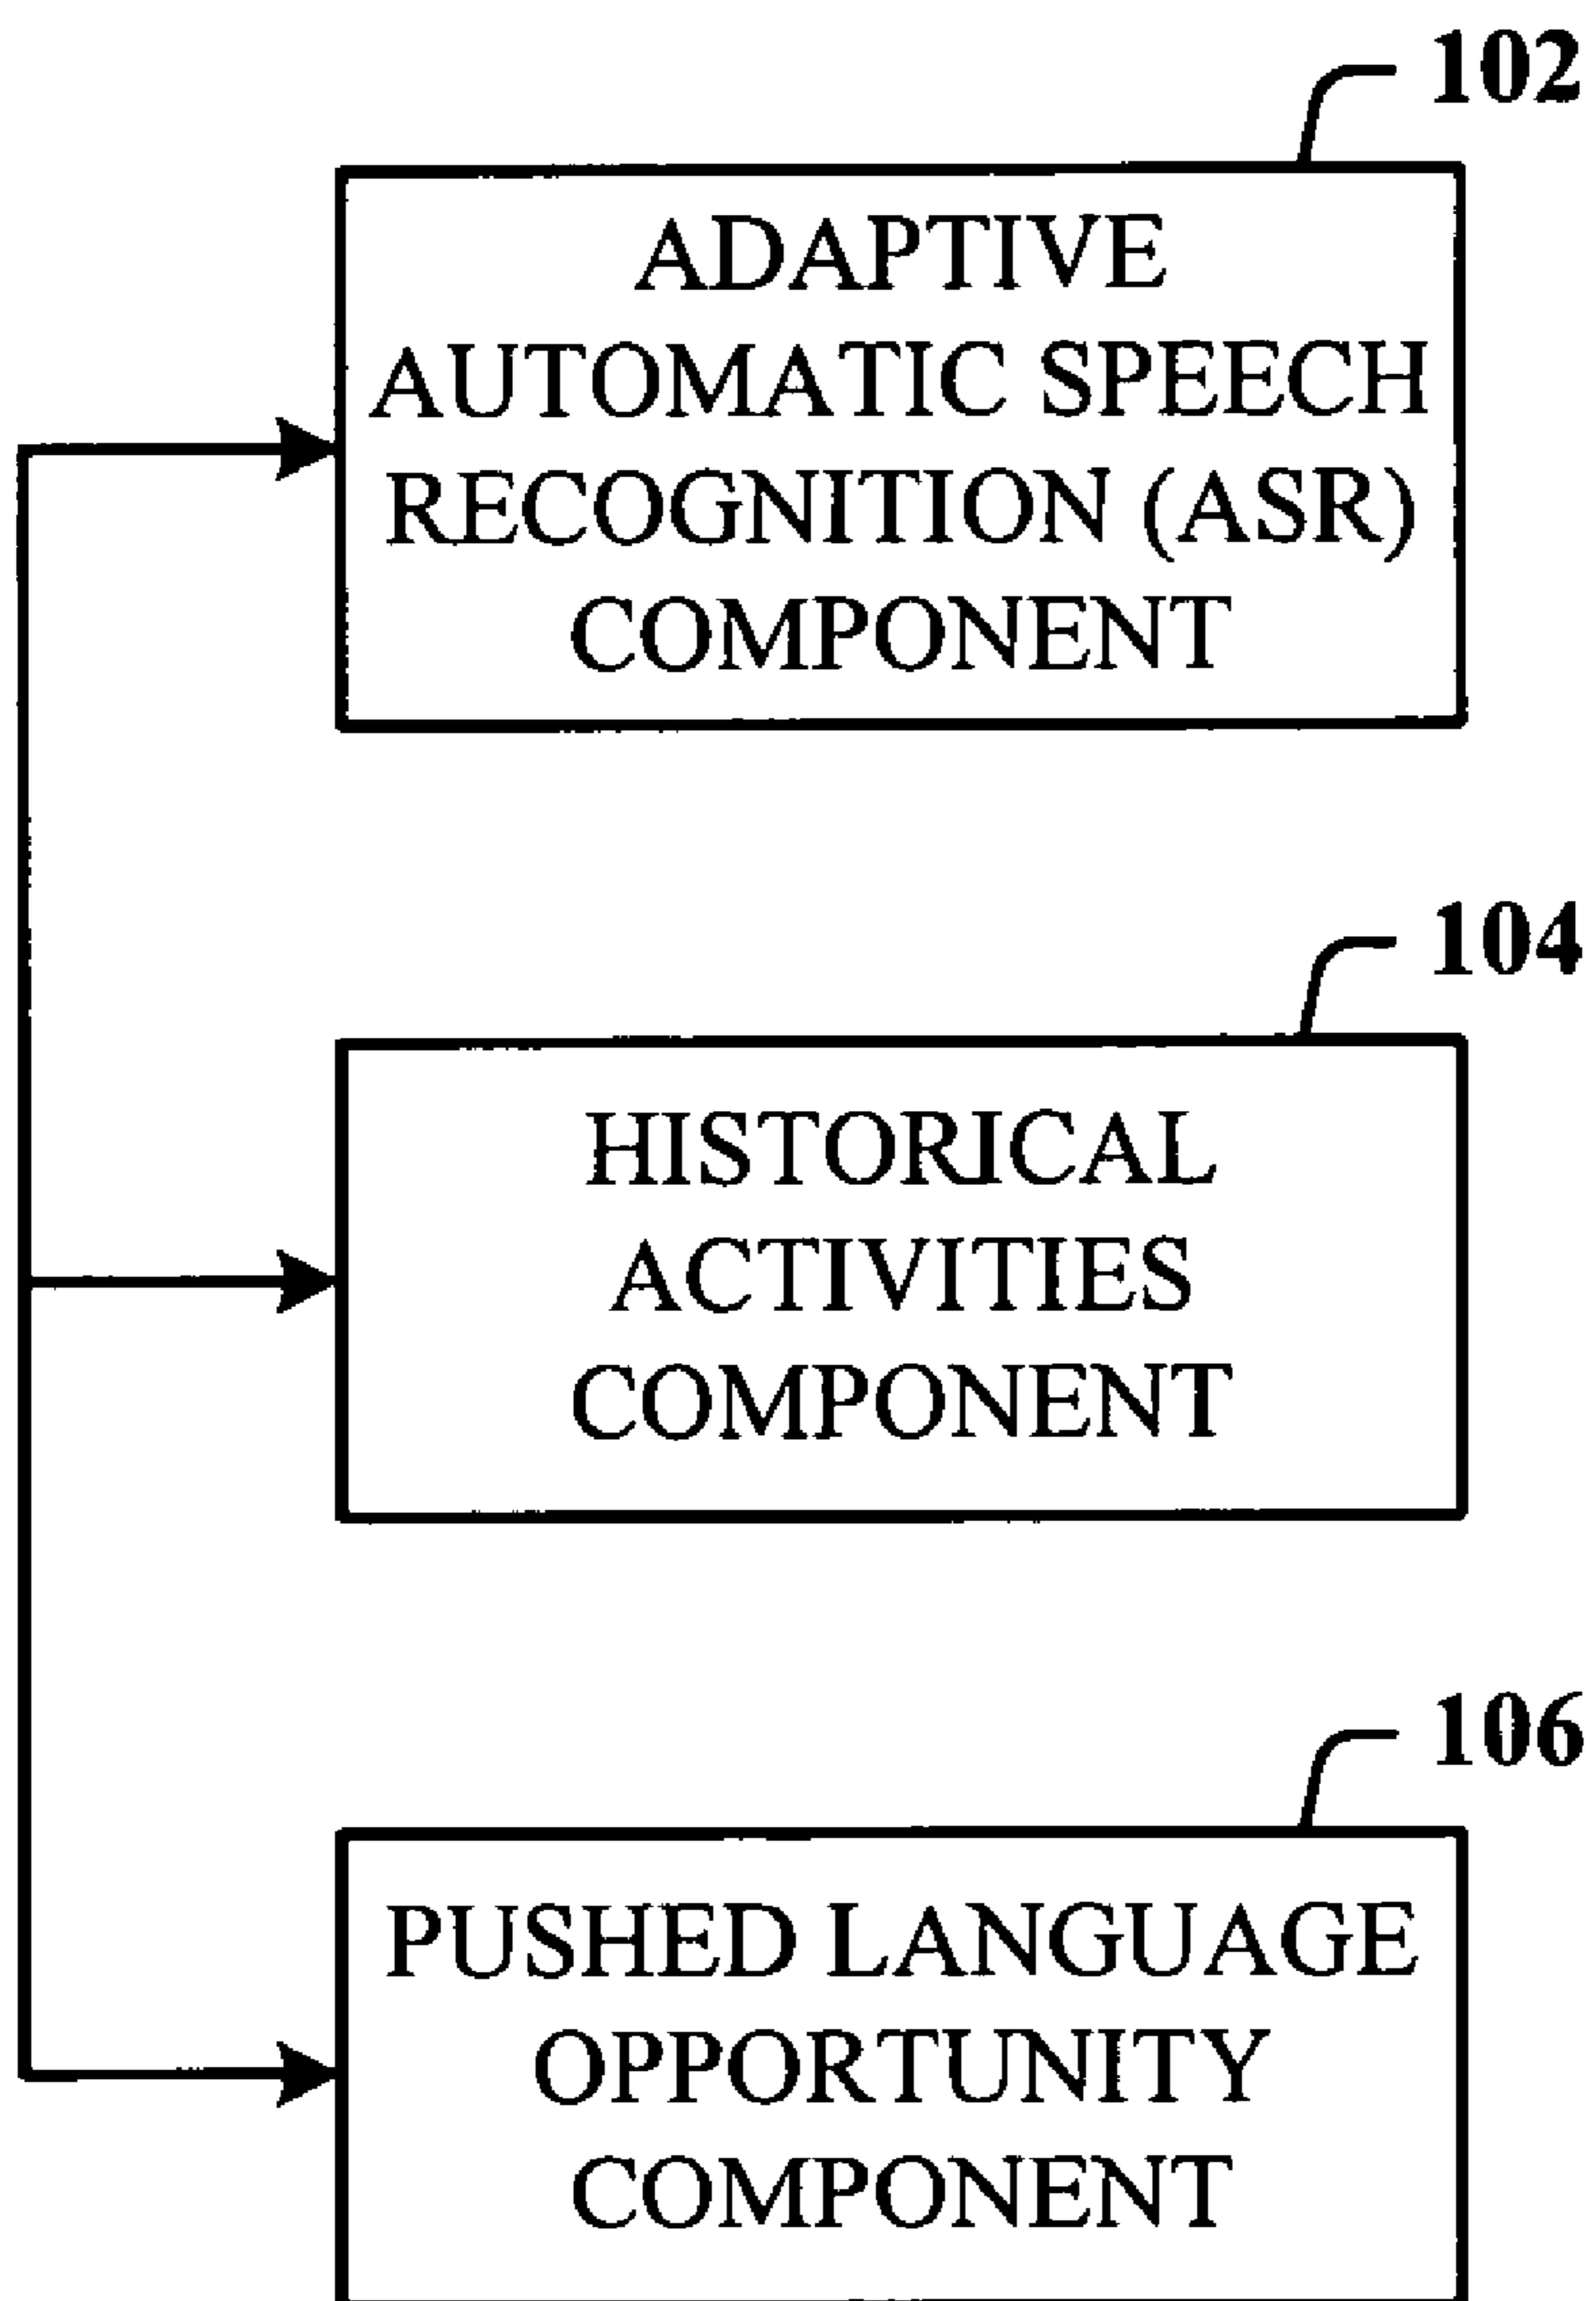 102
ADAPTIVE
AUTOMATIC SPEECH
RECOGNITION (ASR)
COMPONENT
104
HISTORICAL
ACTIVITIES
COMPONENT
106
PUSHED LANGUAGE
OPPORTUNITY
COMPONENT